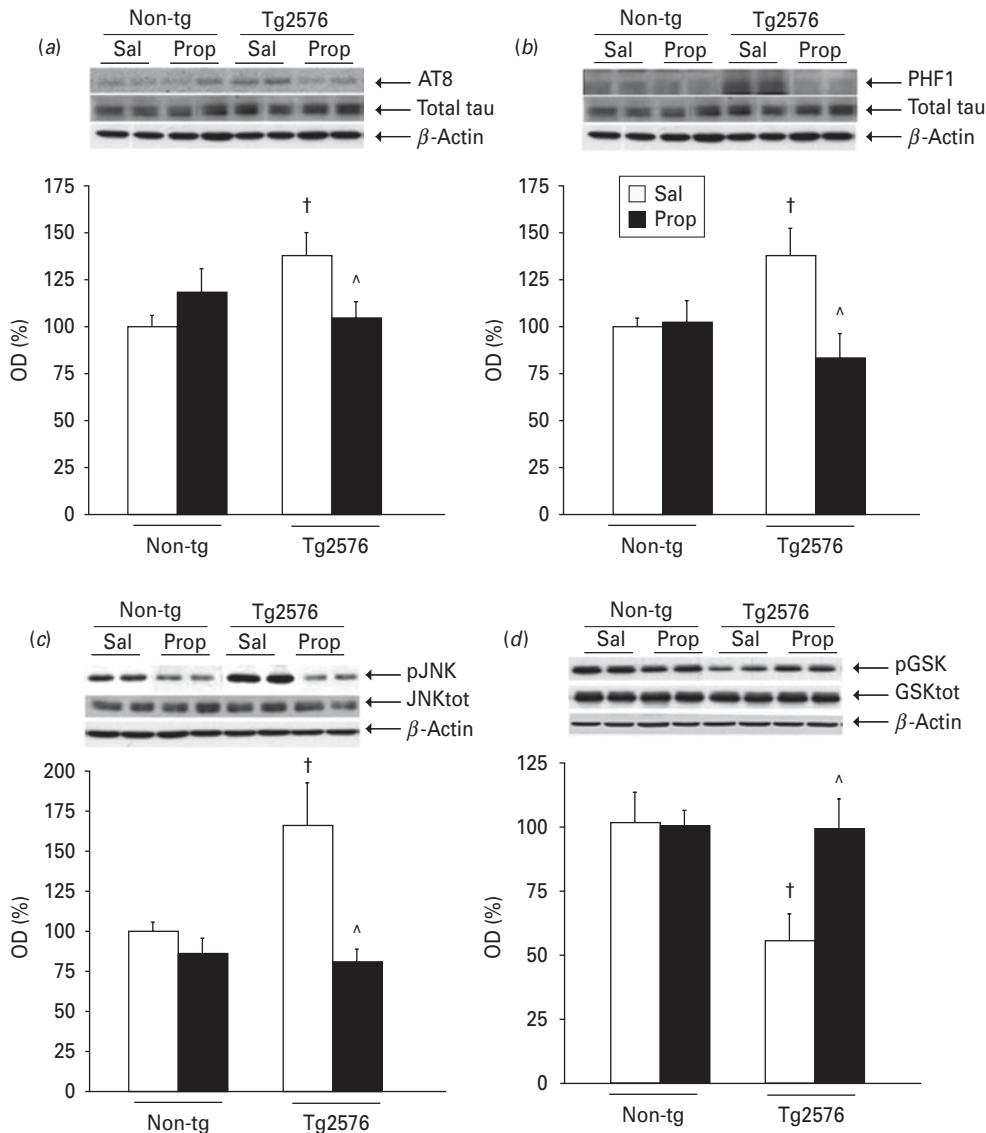 (a)
Non-tg Tg2576
Sal Prop Sal Prop
AT8
Total tau
β-Actin
175
150
125
100
75
50
25
0
OD (%)
†
^
Non-tg Tg2576
(b)
Non-tg Tg2576
Sal Prop Sal Prop
PHF1
Total tau
β-Actin
Sal
Prop
175
150
125
100
75
50
25
0
OD (%)
†
^
Non-tg Tg2576
(c)
Non-tg Tg2576
Sal Prop Sal Prop
pJNK
JNKtot
β-Actin
200
175
150
125
100
75
50
25
0
OD (%)
†
^
Non-tg Tg2576
(d)
Non-tg Tg2576
Sal Prop Sal Prop
pGSK
GSKtot
β-Actin
125
100
75
50
25
0
OD (%)
†
^
Non-tg Tg2576